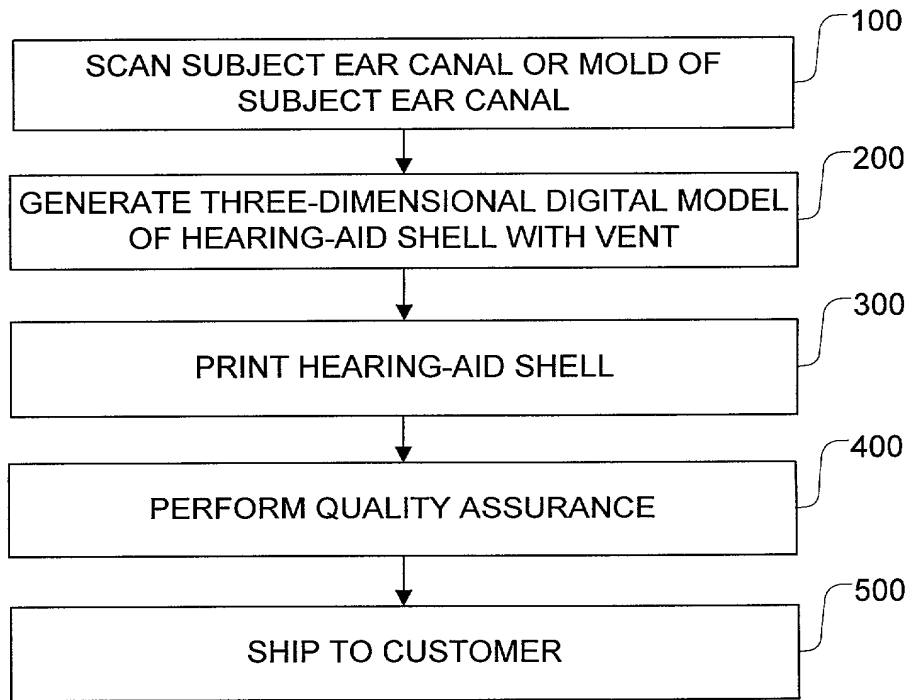 100
SCAN SUBJECT EAR CANAL OR MOLD OF
SUBJECT EAR CANAL
200
GENERATE THREE-DIMENSIONAL DIGITAL MODEL
OF HEARING-AID SHELL WITH VENT
300
PRINT HEARING-AID SHELL
400
PERFORM QUALITY ASSURANCE
500
SHIP TO CUSTOMER